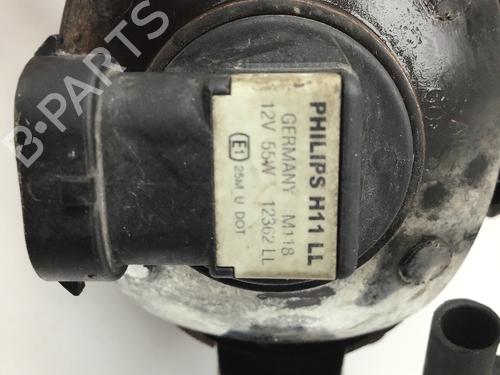 B-PARTS
PHILIPS H11 LL
GERMANY M118
12V 55W 12362 LL
E1 25M U DOT